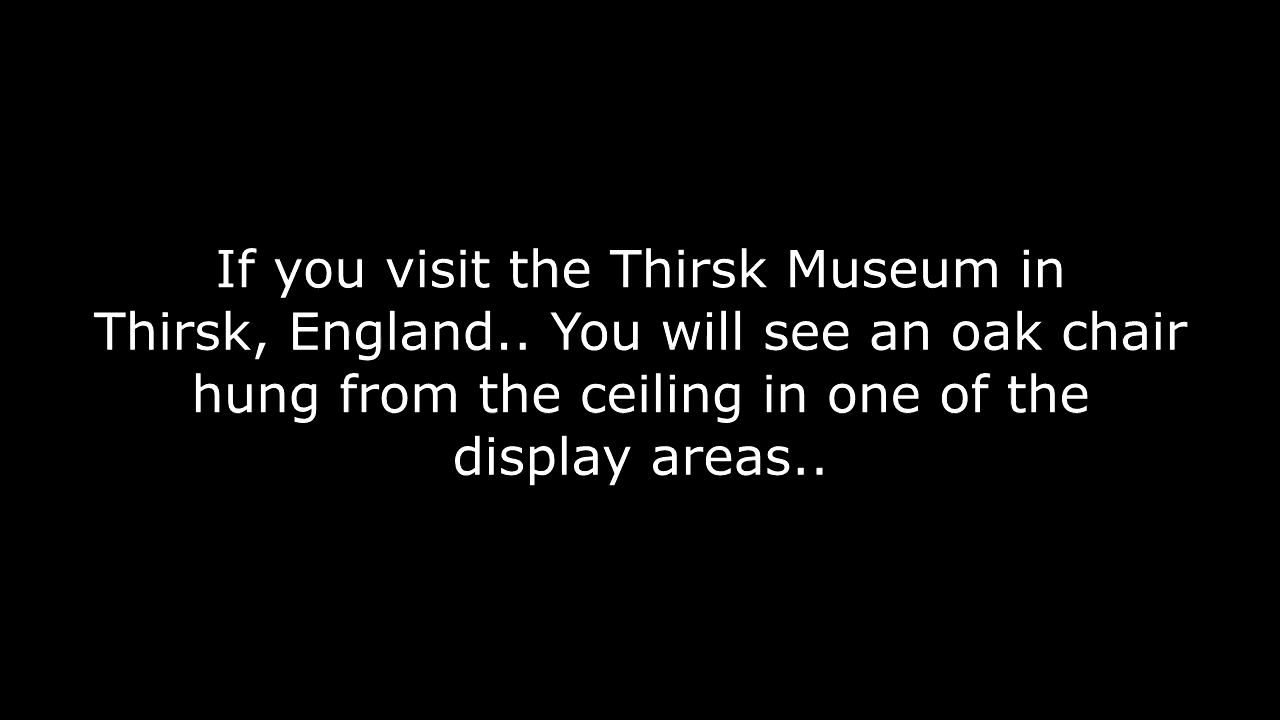 If you visit the Thirsk Museum in
Thirsk, England.. You will see an oak chair
hung from the ceiling in one of the
display areas..